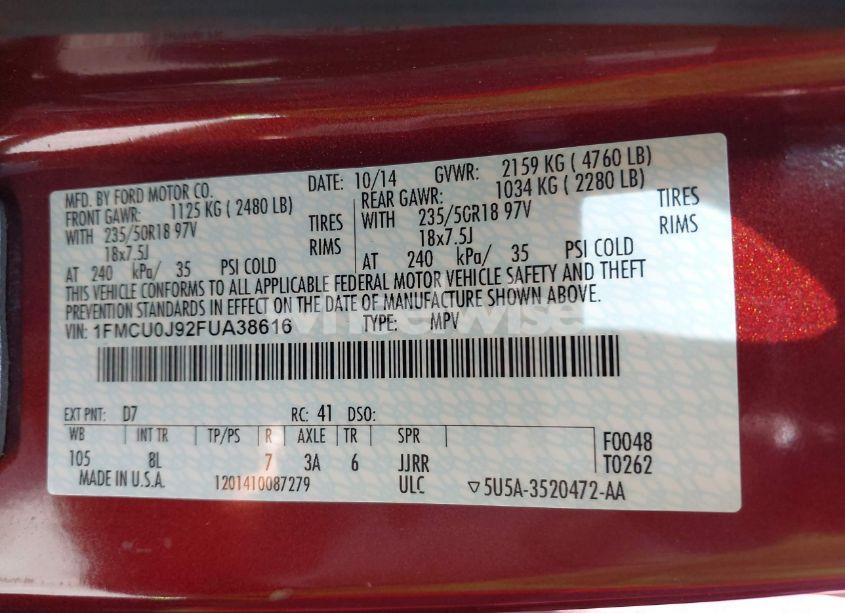 MFD. BY FORD MOTOR CO.
DATE: 10/14
GVWR: 2159 KG ( 4760 LB)
FRONT GAWR: 1125 KG ( 2480 LB)
REAR GAWR: 1034 KG ( 2280 LB)
WITH 235/50R18 97V TIRES
WITH 235/50R18 97V TIRES
18x7.5J RIMS
18x7.5J RIMS
AT 240 kPa/ 35 PSI COLD
AT 240 kPa/ 35 PSI COLD
THIS VEHICLE CONFORMS TO ALL APPLICABLE FEDERAL MOTOR VEHICLE SAFETY AND THEFT
PREVENTION STANDARDS IN EFFECT ON THE DATE OF MANUFACTURE SHOWN ABOVE.
VIN: 1FMCU0J92FUA38616
TYPE: MPV
EXT PNT: D7 RC: 41 DSO:
WB INT TR TP/PS R AXLE TR SPR
105 8L 7 3A 6 JJRR
F0048
T0262
MADE IN U.S.A. 1201410087279 ULC ▽5U5A-3520472-AA